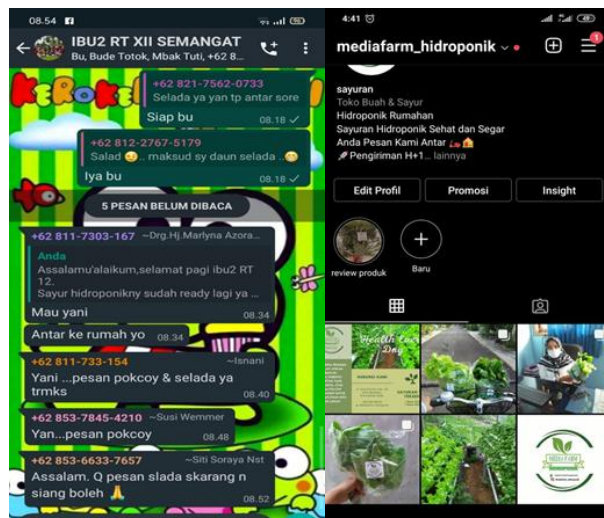 08.54
IBU2 RT XII SEMANGAT
Bu, Bude Totok, Mbak Tuti, +62 8...
KeRoKeR
+62 821-7562-0733
Selada ya yan tp antar sore
Siap bu
08.18
+62 812-2767-5179
Salad 😊.. maksud sy daun selada ..🤭
Iya bu
08.18
5 PESAN BELUM DIBACA
+62 811-7303-167 ~Drg.Hj.Marlyna Azora...
Anda
Assalamu'alaikum,selamat pagi ibu2 RT
12.
Sayur hidroponikny sudah ready lagi ya ...
Mau yani
08.34
Antar ke rumah yo 08.34
+62 811-733-154 ~Isnani
Yani ...pesan pokcoy & selada ya
trmks
08.40
+62 853-7845-4210 ~Susi Wemmer
Yan...pesan pokcoy
08.48
+62 853-6633-7657 ~Siti Soraya Nst
Assalam. Q pesan slada skarang n
siang boleh 🙏
08.52
4:41
mediafarm_hidroponik
1
sayuran
Toko Buah & Sayur
Hidroponik Rumahan
Sayuran Hidroponik Sehat dan Segar
Anda Pesan Kami Antar 🛵🏠
Pengiriman H+1... lainnya
Edit Profil
Promosi
Insight
review produk
Baru
Day
MEDIA FARM